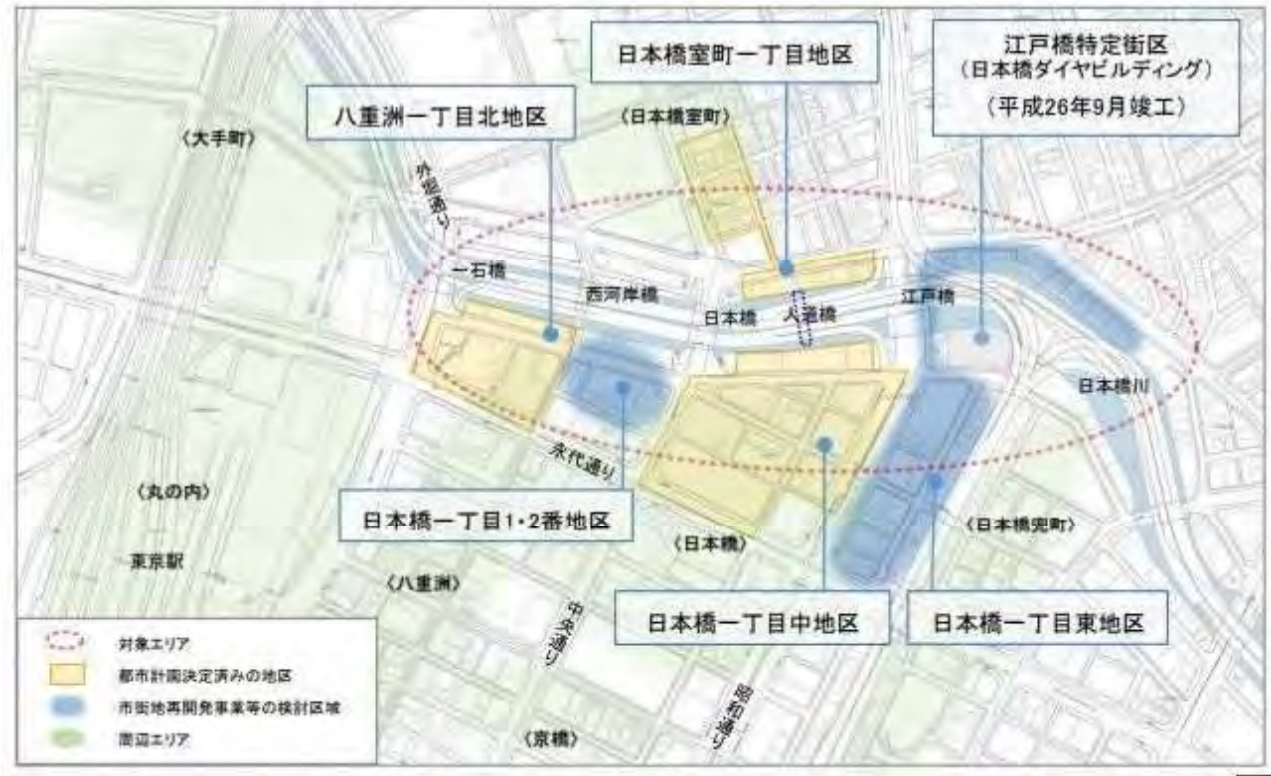 江戸橋特定街区
(日本橋ダイヤビルディング)
(平成26年9月竣工)
日本橋室町一丁目地区
八重洲一丁目北地区
〈日本橋室町〉
〈大手町〉
外堀通り
一石橋
西河岸橋
日本橋
人道橋
江戸橋
日本橋川
永代通り
〈丸の内〉
日本橋一丁目1・2番地区
〈日本橋〉
〈日本橋兜町〉
東京駅
〈八重洲〉
中央通り
日本橋一丁目中地区
日本橋一丁目東地区
昭和通り
〈京橋〉
対象エリア
都市計画決定済みの地区
市街地再開発事業等の検討区域
周辺エリア